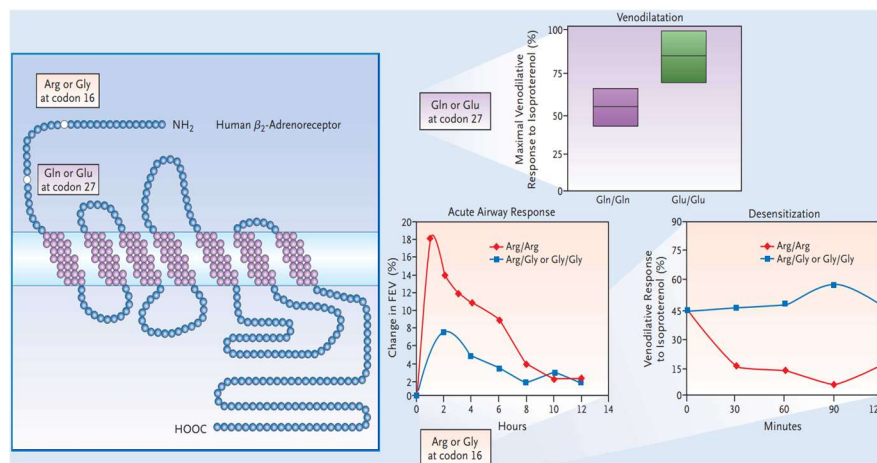 Arg or Gly
at codon 16
NH2
Human β2-Adrenoreceptor
Gln or Glu
at codon 27
HOOC
Gln or Glu
at codon 27
Venodilatation
Maximal Venodilative
Response to Isoproterenol (%)
100
75
50
25
0
Gln/Gln
Glu/Glu
Acute Airway Response
Change in FEV (%)
20
18
16
14
12
10
8
6
4
2
0
Arg/Arg
Arg/Gly or Gly/Gly
0
2
4
6
8
10
12
14
Hours
Arg or Gly
at codon 16
Desensitization
Venodilative Response
to Isoproterenol (%)
90
60
45
30
15
0
Arg/Arg
Arg/Gly or Gly/Gly
0
30
60
90
Minutes